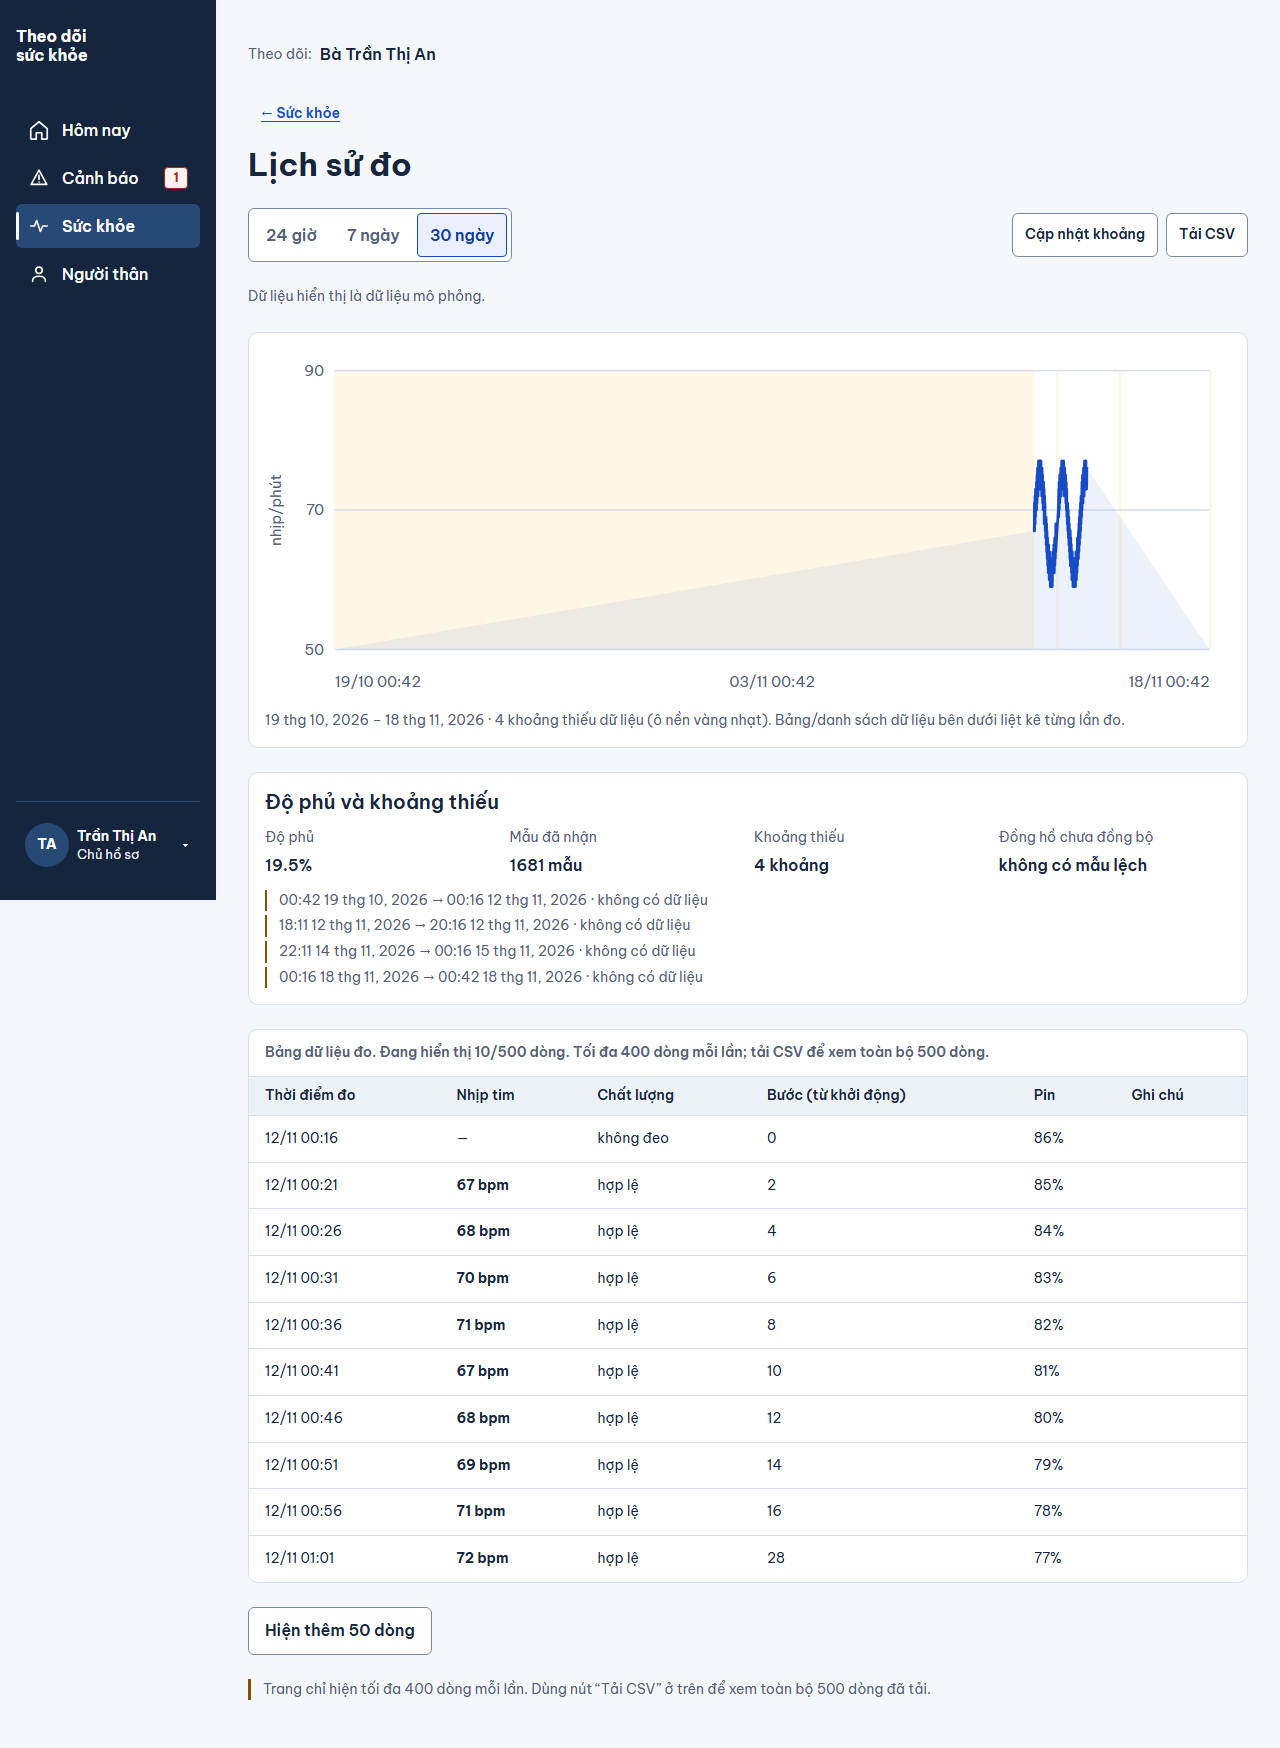 Theo dõi
sức khỏe
Hôm nay
Cảnh báo 1
Sức khỏe
Người thân
TA
Trần Thị An
Chủ hồ sơ
Theo dõi: Bà Trần Thị An
← Sức khỏe
Lịch sử đo
24 giờ 7 ngày 30 ngày
Cập nhật khoảng Tải CSV
Dữ liệu hiển thị là dữ liệu mô phỏng.
90
70
50
nhịp/phút
19/10 00:42 03/11 00:42 18/11 00:42
19 thg 10, 2026 – 18 thg 11, 2026 · 4 khoảng thiếu dữ liệu (ô nền vàng nhạt). Bảng/danh sách dữ liệu bên dưới liệt kê từng lần đo.
Độ phủ và khoảng thiếu
Độ phủ Mẫu đã nhận Khoảng thiếu Đồng hồ chưa đồng bộ
19.5% 1681 mẫu 4 khoảng không có mẫu lệch
00:42 19 thg 10, 2026 → 00:16 12 thg 11, 2026 · không có dữ liệu
18:11 12 thg 11, 2026 → 20:16 12 thg 11, 2026 · không có dữ liệu
22:11 14 thg 11, 2026 → 00:16 15 thg 11, 2026 · không có dữ liệu
00:16 18 thg 11, 2026 → 00:42 18 thg 11, 2026 · không có dữ liệu
Bảng dữ liệu đo. Đang hiển thị 10/500 dòng. Tối đa 400 dòng mỗi lần; tải CSV để xem toàn bộ 500 dòng.
Thời điểm đo Nhịp tim Chất lượng Bước (từ khởi động) Pin Ghi chú
12/11 00:16 — không đeo 0 86%
12/11 00:21 67 bpm hợp lệ 2 85%
12/11 00:26 68 bpm hợp lệ 4 84%
12/11 00:31 70 bpm hợp lệ 6 83%
12/11 00:36 71 bpm hợp lệ 8 82%
12/11 00:41 67 bpm hợp lệ 10 81%
12/11 00:46 68 bpm hợp lệ 12 80%
12/11 00:51 69 bpm hợp lệ 14 79%
12/11 00:56 71 bpm hợp lệ 16 78%
12/11 01:01 72 bpm hợp lệ 28 77%
Hiện thêm 50 dòng
Trang chỉ hiện tối đa 400 dòng mỗi lần. Dùng nút “Tải CSV” ở trên để xem toàn bộ 500 dòng đã tải.